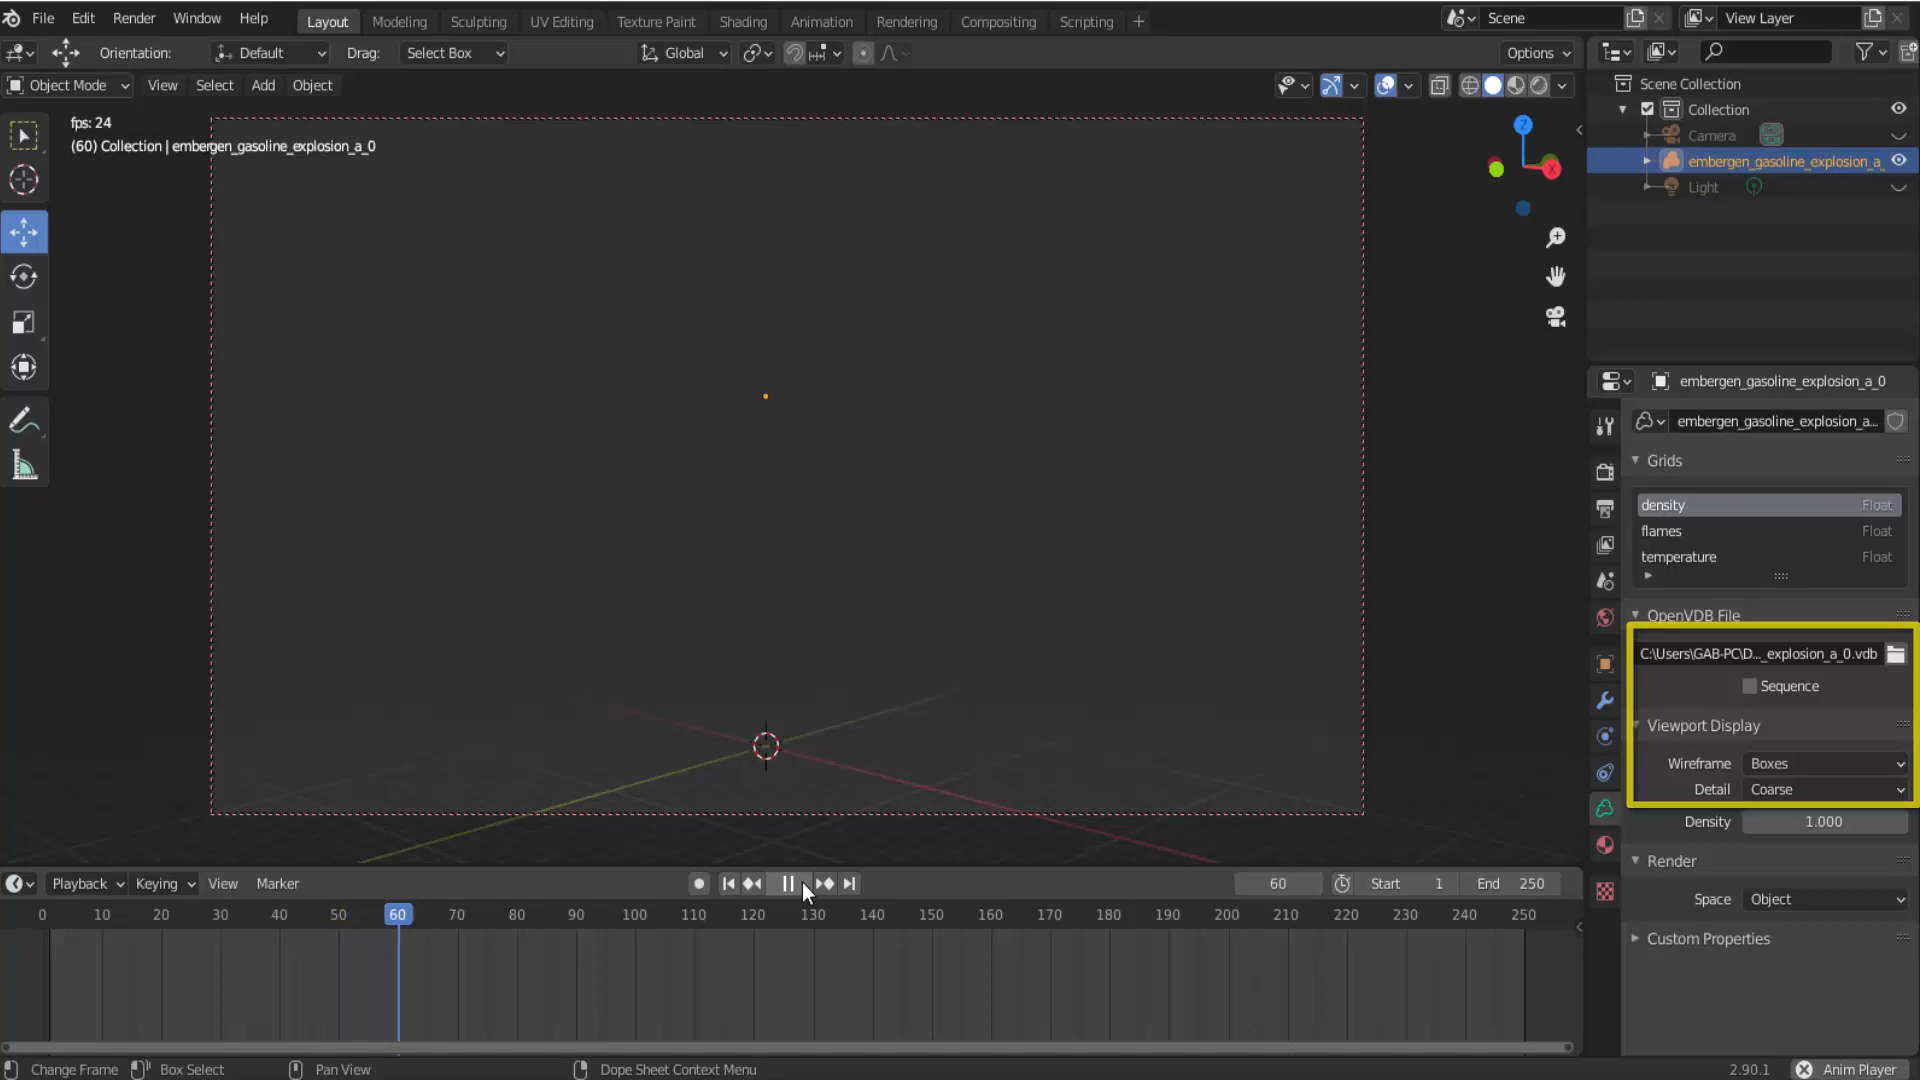 File Edit Render Window Help Layout Modeling Sculpting UV Editing Texture Paint Shading Animation Rendering Compositing Scripting + Scene View Layer
Orientation: Default Drag: Select Box Global Options
Object Mode View Select Add Object
fps: 24
(60) Collection | embergen_gasoline_explosion_a_0
Z
X
Scene Collection
Collection
Camera
embergen_gasoline_explosion_a_
Light
embergen_gasoline_explosion_a_0
embergen_gasoline_explosion_a...
Grids
density Float
flames Float
temperature Float
OpenVDB File
C:\Users\GAB-PC\D..._explosion_a_0.vdb
Sequence
Viewport Display
Wireframe Boxes
Detail Coarse
Density 1.000
Render
Space Object
Custom Properties
Playback Keying View Marker 60 Start 1 End 250
0 10 20 30 40 50 60 70 80 90 100 110 120 130 140 150 160 170 180 190 200 210 220 230 240 250
Change Frame Box Select Pan View Dope Sheet Context Menu 2.90.1 Anim Player